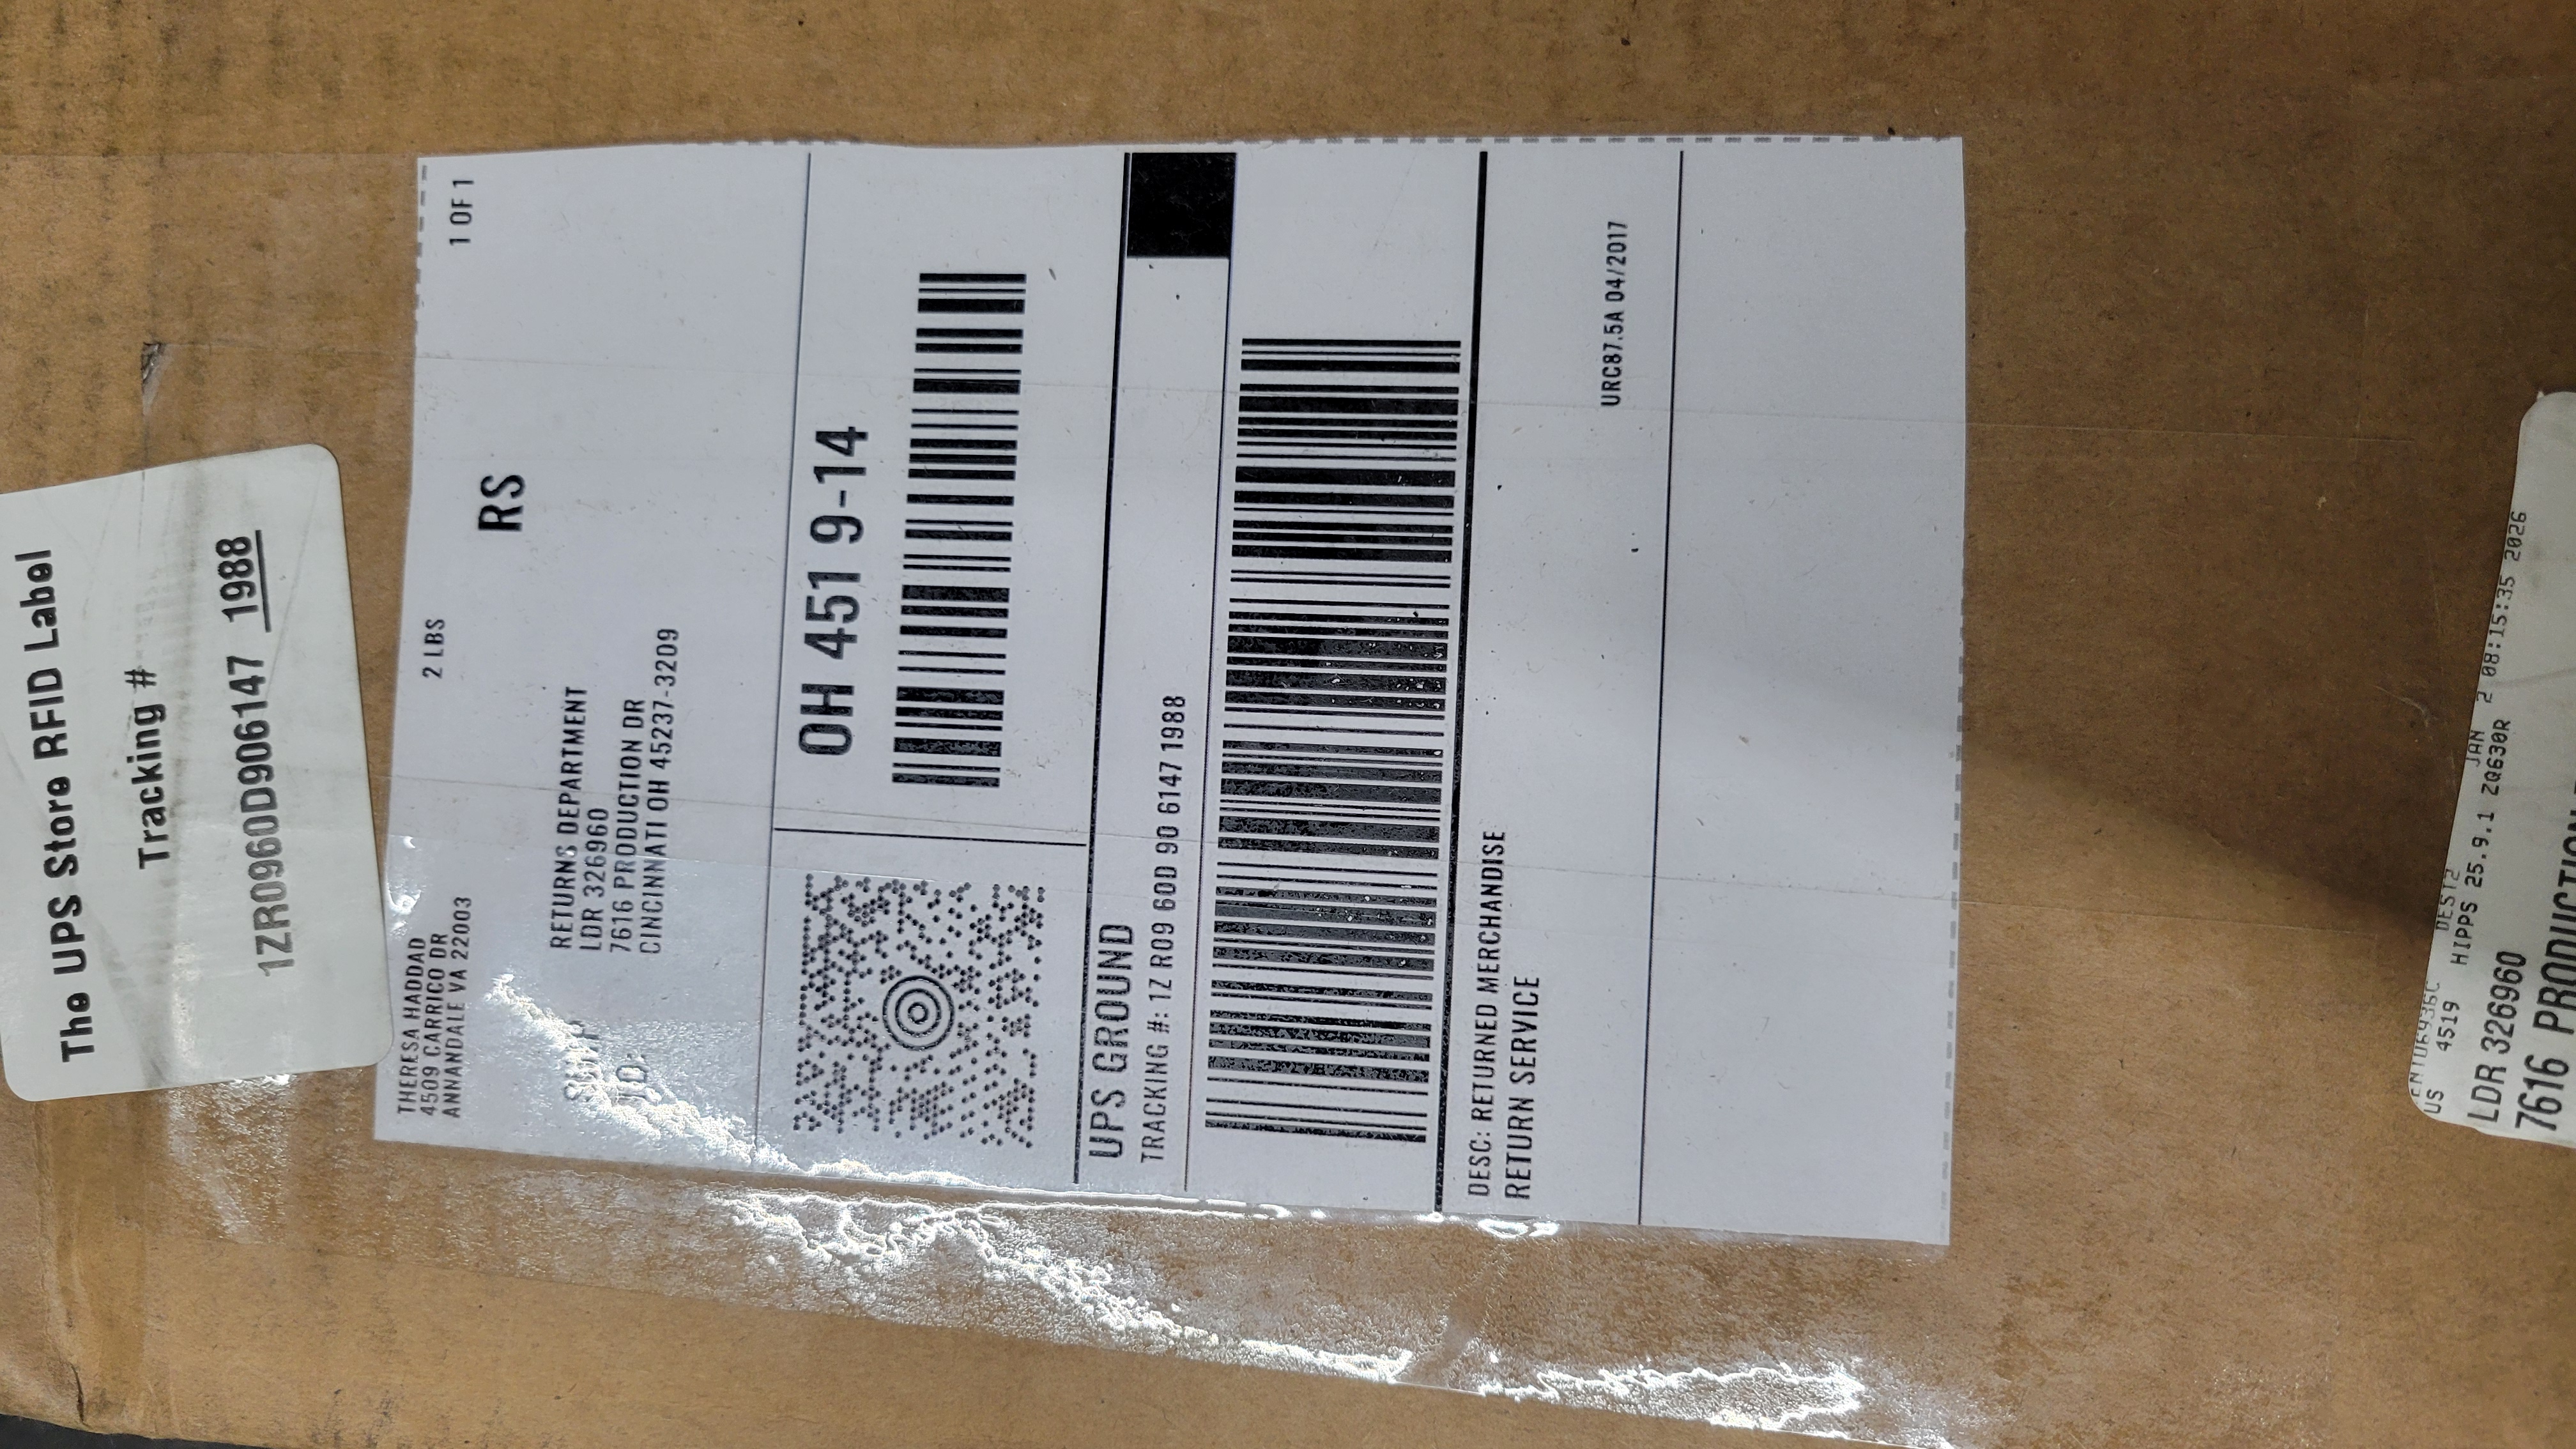 The UPS Store RFID Label
Tracking #
1ZR0960D906147 1988
THERESA HADDAD
4509 CARRICO DR
ANNANDALE VA 22003
2 LBS
1 OF 1
RS
SHIP
TO:
RETURNS DEPARTMENT
LDR 326960
7616 PRODUCTION DR
CINCINNATI OH 45237-3209
OH 451 9-14
UPS GROUND
TRACKING #: 1Z R09 60D 90 6147 1988
DESC: RETURNED MERCHANDISE
RETURN SERVICE
URC87.5A 04/2017
JAN 2 08:15:35 2026
US 4519 HIPPS 25.9.1 ZQ630R
LDR 326960
7616 PRODUCTION